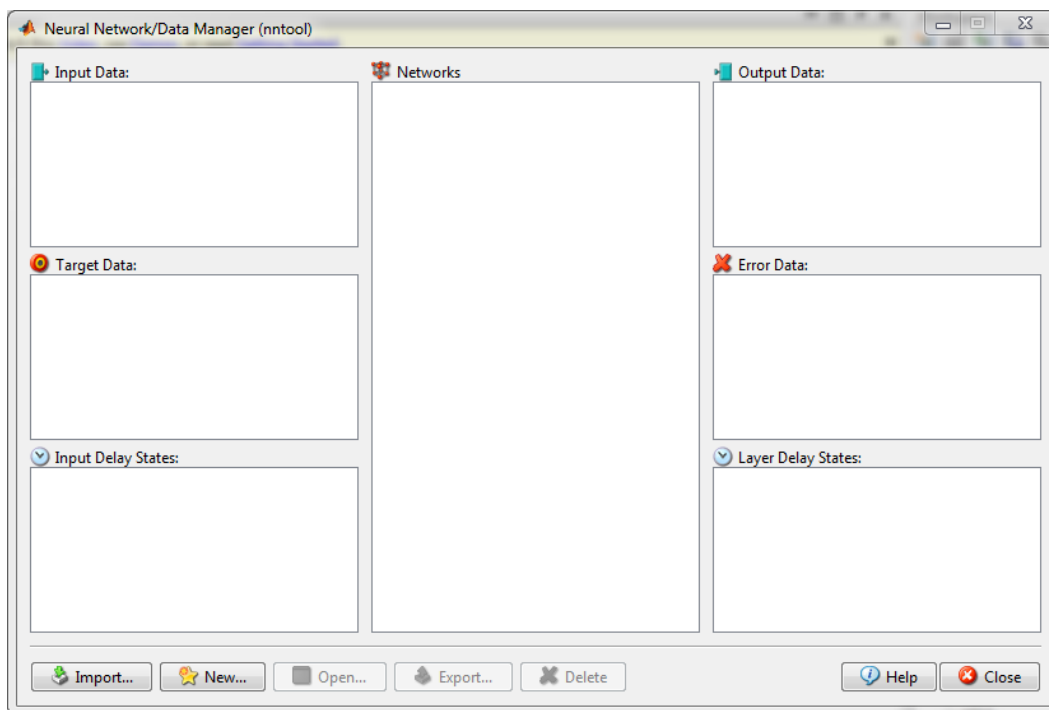 Neural Network/Data Manager (nntool)
Input Data:
Networks
Output Data:
Target Data:
Error Data:
Input Delay States:
Layer Delay States:
Import...
New...
Open...
Export...
Delete
Help
Close